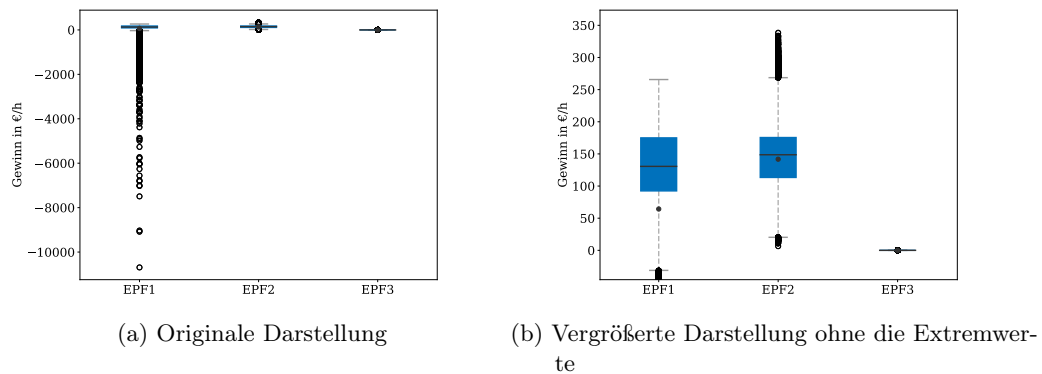 Gewinn in €/h
0
−2000
−4000
−6000
−8000
−10000
EPF1 EPF2 EPF3
(a) Originale Darstellung
Gewinn in €/h
350
300
250
200
150
100
50
0
EPF1 EPF2 EPF3
(b) Vergrößerte Darstellung ohne die Extremwer-
te